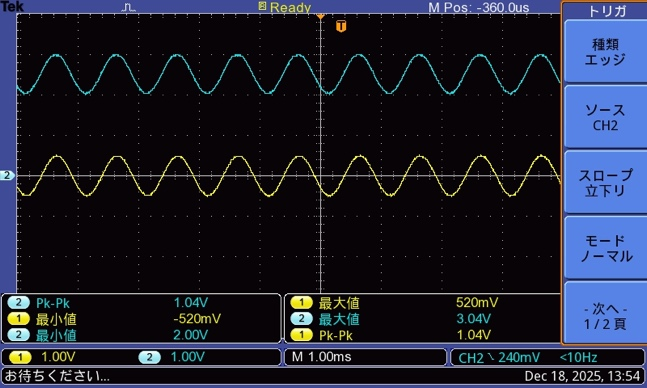 Tek Ready M Pos: -360.0us
トリガ
T
種類
エッジ
ソース
CH2
スロープ
立下り
モード
ノーマル
- 次へ -
1 / 2 頁
2
2 Pk-Pk 1.04V
1 最小値 -520mV
2 最小値 2.00V
1 最大値 520mV
2 最大値 3.04V
1 Pk-Pk 1.04V
1 1.00V 2 1.00V M 1.00ms CH2 240mV <10Hz
お待ちください... Dec 18, 2025, 13:54